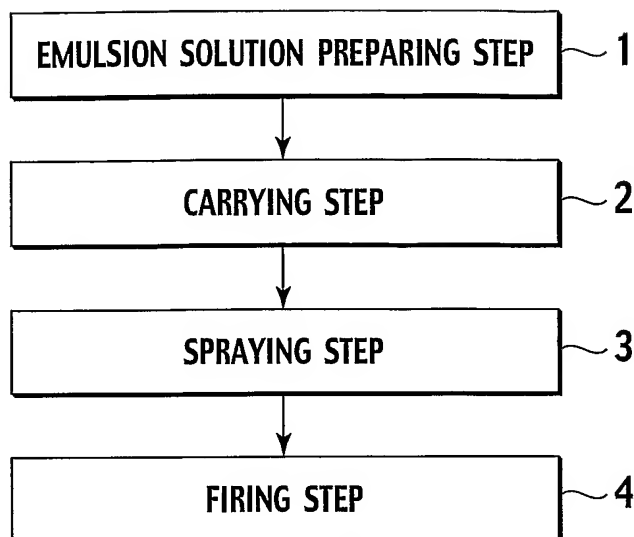 EMULSION SOLUTION PREPARING STEP 1
CARRYING STEP 2
SPRAYING STEP 3
FIRING STEP 4